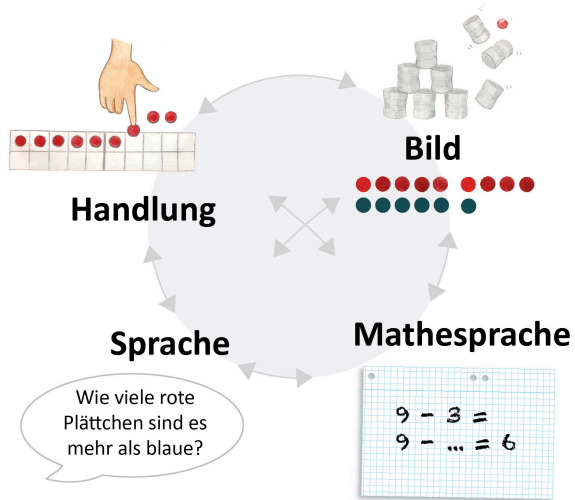 Bild
Handlung
Sprache
Mathesprache
Wie viele rote
Plättchen sind es
mehr als blaue?
9 - 3 =
9 - ... = 6